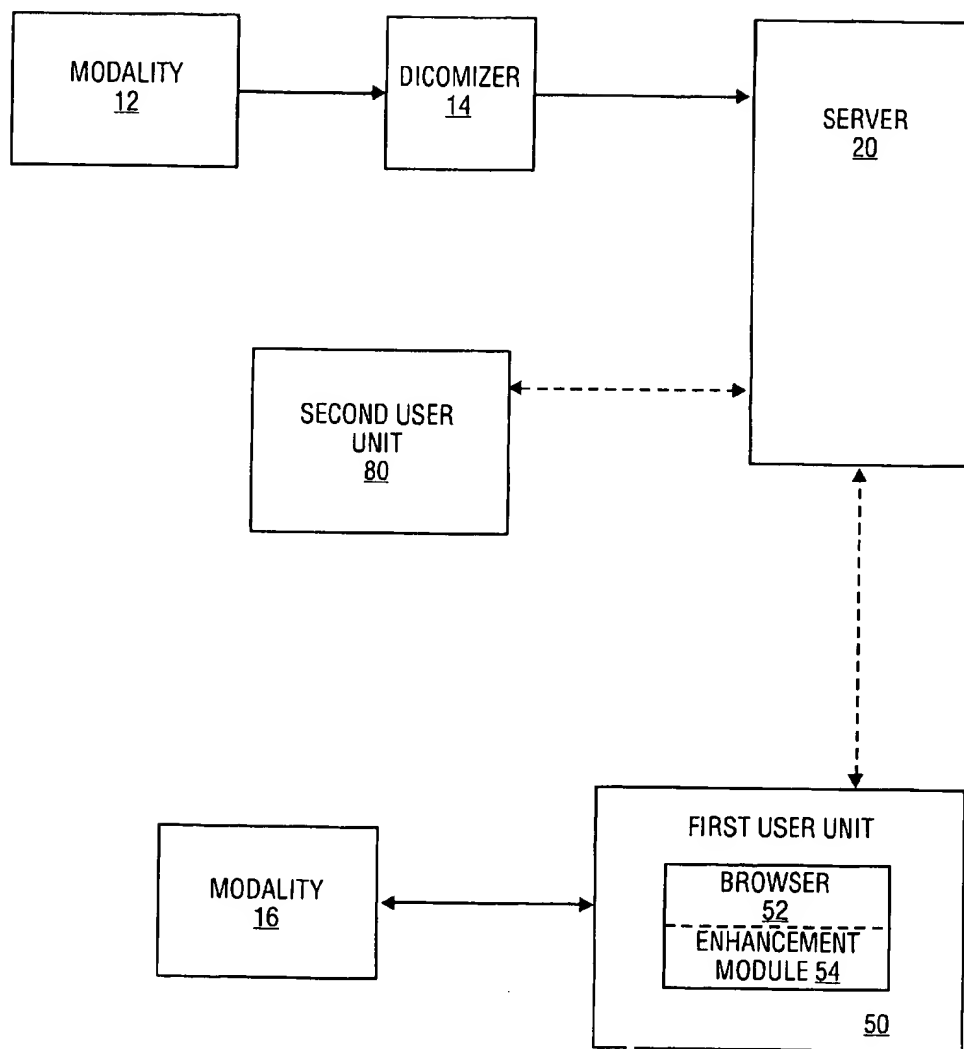 MODALITY
12
DICOMIZER
14
SERVER
20
SECOND USER
UNIT
80
MODALITY
16
FIRST USER UNIT
BROWSER
52
ENHANCEMENT
MODULE 54
50